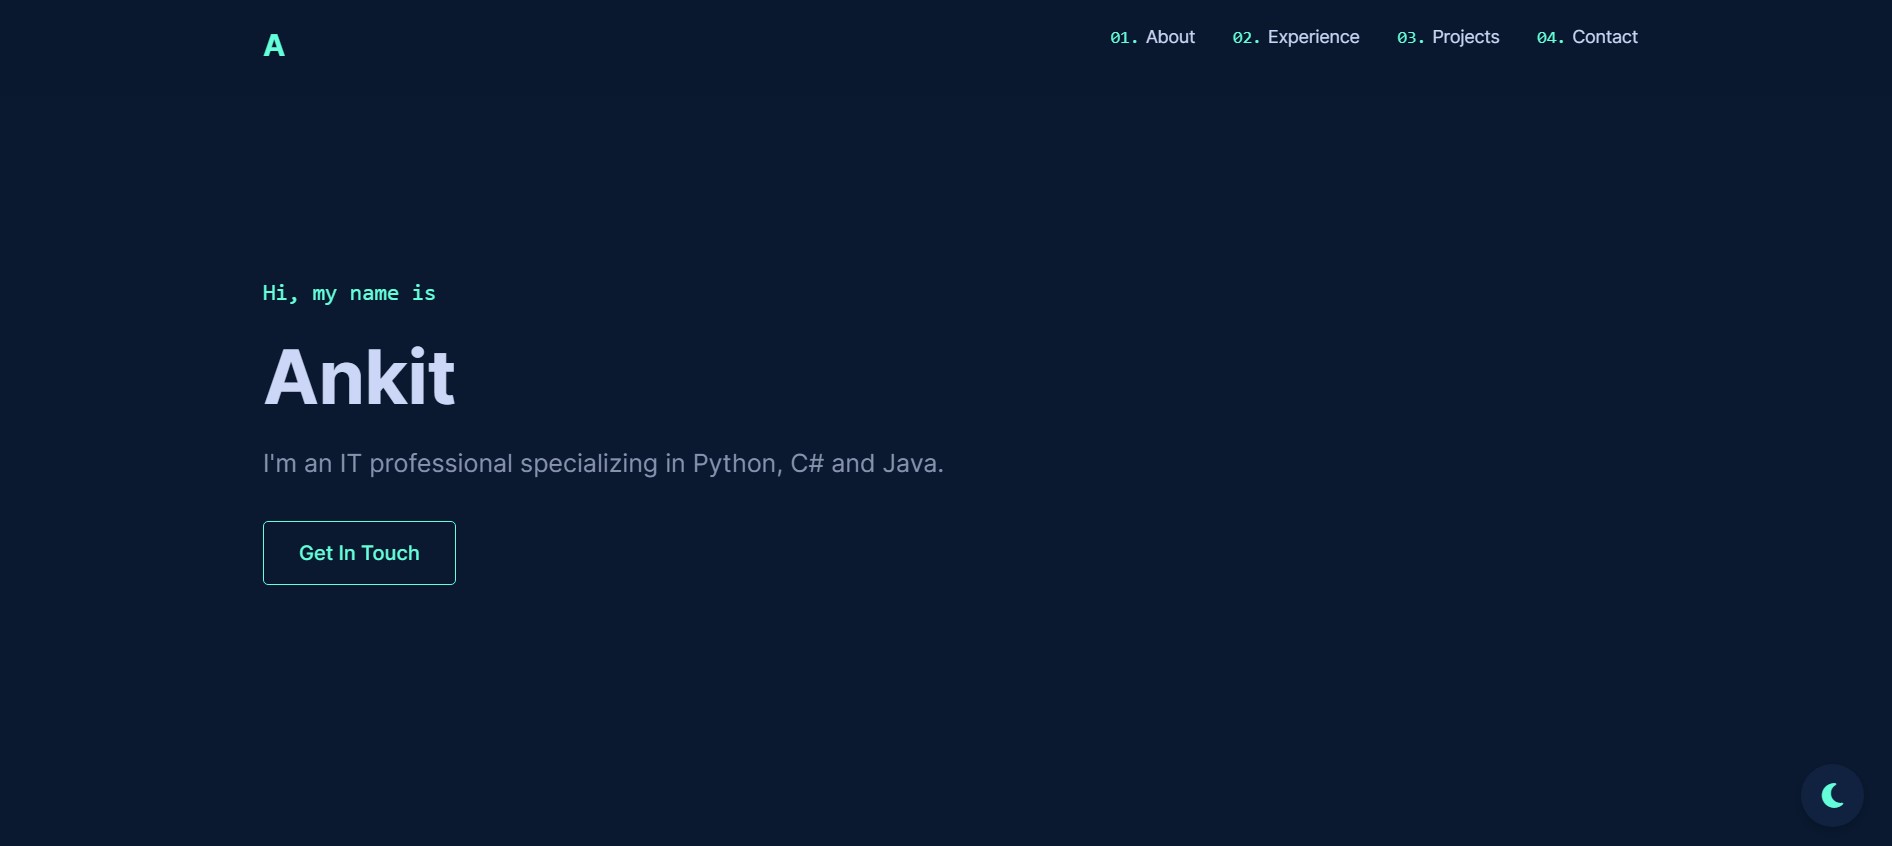 A
01. About 02. Experience 03. Projects 04. Contact
Hi, my name is
Ankit
I'm an IT professional specializing in Python, C# and Java.
Get In Touch